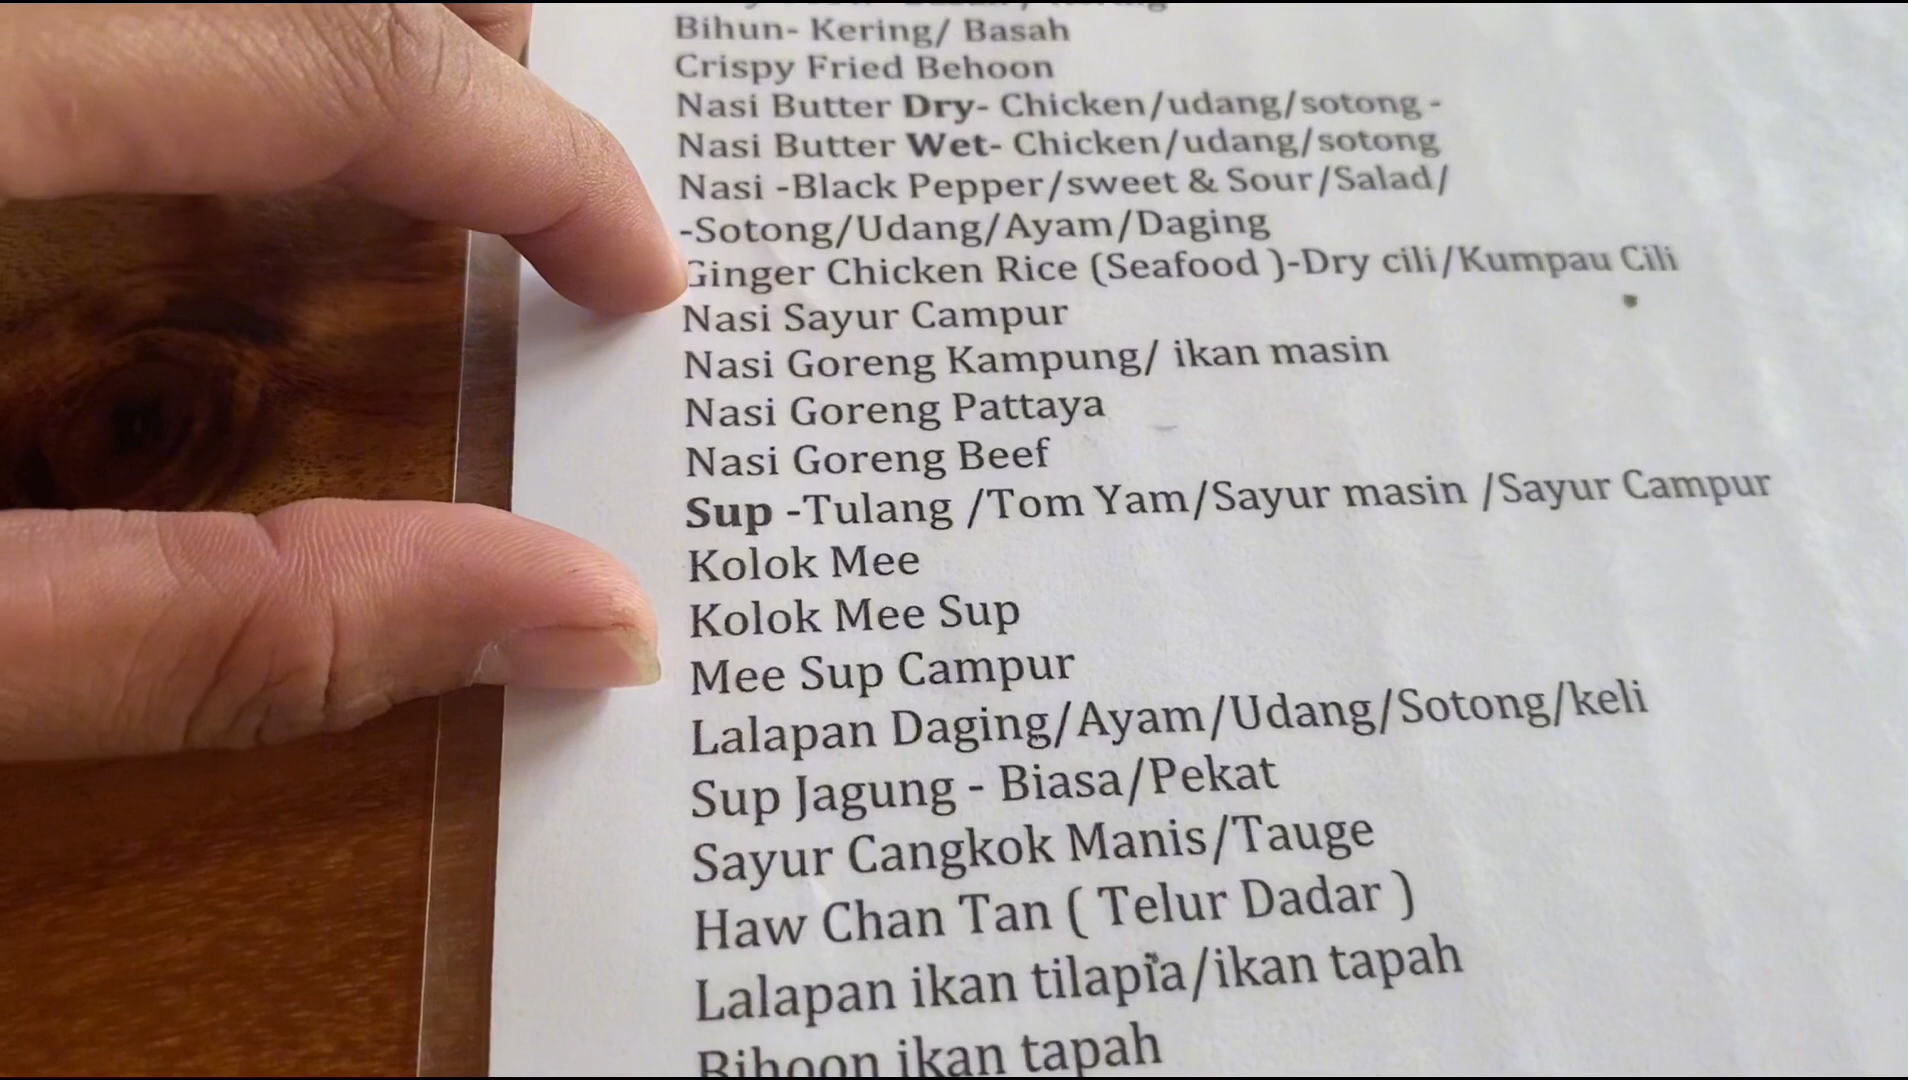 Bihun- Kering/ Basah
Crispy Fried Behoon
Nasi Butter Dry- Chicken/udang/sotong -
Nasi Butter Wet- Chicken/udang/sotong
Nasi -Black Pepper/sweet & Sour/Salad/
-Sotong/Udang/Ayam/Daging
Ginger Chicken Rice (Seafood )-Dry cili/Kumpau Cili
Nasi Sayur Campur
Nasi Goreng Kampung/ ikan masin
Nasi Goreng Pattaya
Nasi Goreng Beef
Sup -Tulang /Tom Yam/Sayur masin /Sayur Campur
Kolok Mee
Kolok Mee Sup
Mee Sup Campur
Lalapan Daging/Ayam/Udang/Sotong/keli
Sup Jagung - Biasa/Pekat
Sayur Cangkok Manis/Tauge
Haw Chan Tan ( Telur Dadar )
Lalapan ikan tilapia/ikan tapah
Bihoon ikan tapah